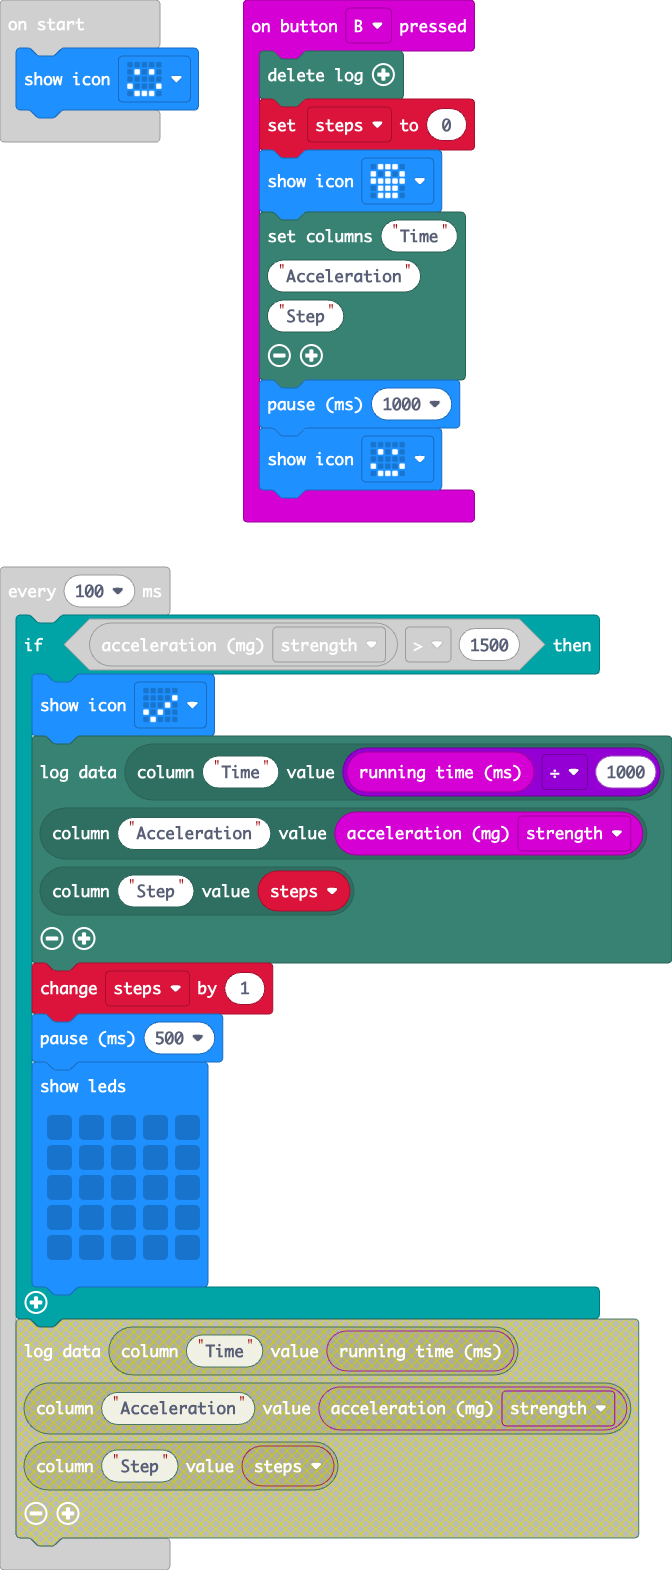 on start
show icon
on button B pressed
delete log
set steps to 0
show icon
set columns "Time"
"Acceleration"
"Step"
pause (ms) 1000
show icon
every 100 ms
if acceleration (mg) strength > 1500 then
show icon
log data column "Time" value running time (ms) ÷ 1000
column "Acceleration" value acceleration (mg) strength
column "Step" value steps
change steps by 1
pause (ms) 500
show leds
log data column "Time" value running time (ms)
column "Acceleration" value acceleration (mg) strength
column "Step" value steps